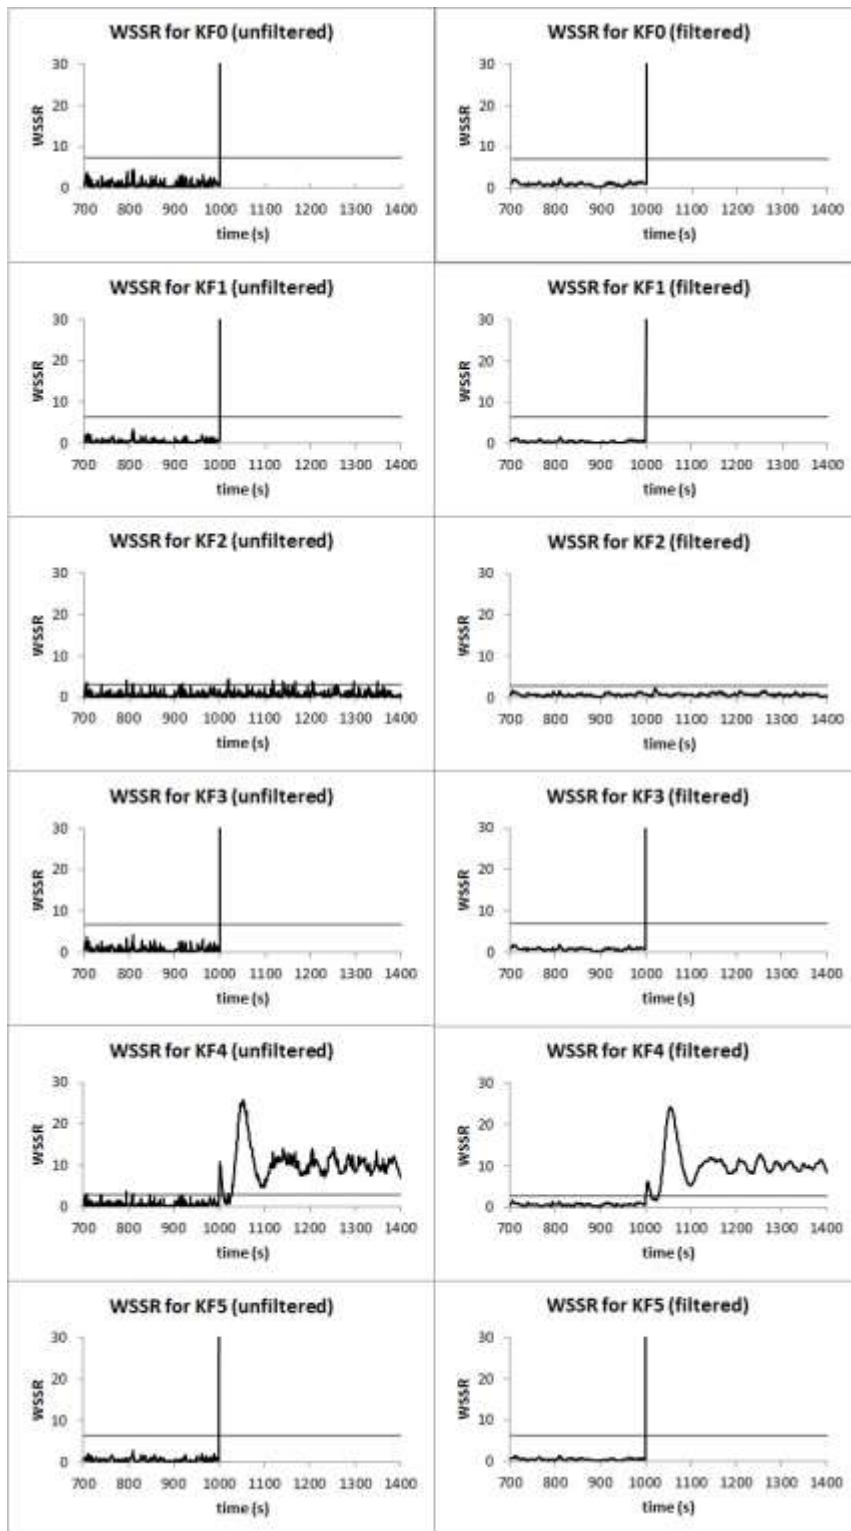 WSSR for KF0 (unfiltered)
30
20
10
0
WSSR
700 800 900 1000 1100 1200 1300 1400
time (s)
WSSR for KF0 (filtered)
30
20
10
0
WSSR
700 800 900 1000 1100 1200 1300 1400
time (s)
WSSR for KF1 (unfiltered)
30
20
10
0
WSSR
700 800 900 1000 1100 1200 1300 1400
time (s)
WSSR for KF1 (filtered)
30
20
10
0
WSSR
700 800 900 1000 1100 1200 1300 1400
time (s)
WSSR for KF2 (unfiltered)
30
20
10
0
WSSR
700 800 900 1000 1100 1200 1300 1400
time (s)
WSSR for KF2 (filtered)
30
20
10
0
WSSR
700 800 900 1000 1100 1200 1300 1400
time (s)
WSSR for KF3 (unfiltered)
30
20
10
0
WSSR
700 800 900 1000 1100 1200 1300 1400
time (s)
WSSR for KF3 (filtered)
30
20
10
0
WSSR
700 800 900 1000 1100 1200 1300 1400
time (s)
WSSR for KF4 (unfiltered)
30
20
10
0
WSSR
700 800 900 1000 1100 1200 1300 1400
time (s)
WSSR for KF4 (filtered)
30
20
10
0
WSSR
700 800 900 1000 1100 1200 1300 1400
time (s)
WSSR for KF5 (unfiltered)
30
20
10
0
WSSR
700 800 900 1000 1100 1200 1300 1400
time (s)
WSSR for KF5 (filtered)
30
20
10
0
WSSR
700 800 900 1000 1100 1200 1300 1400
time (s)